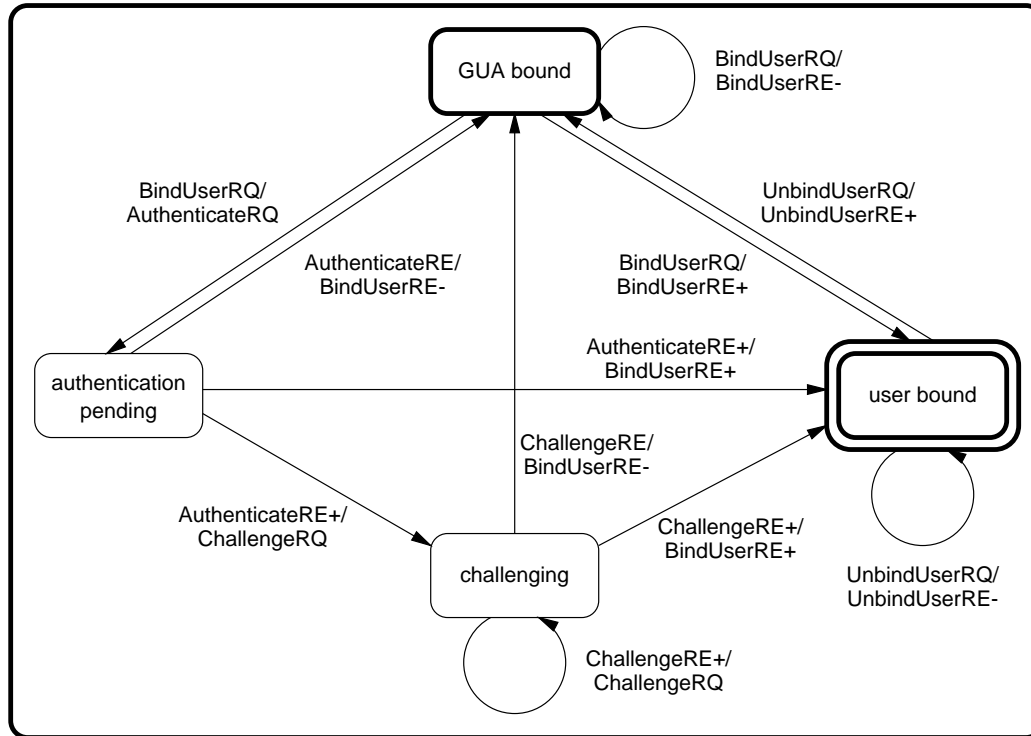 GUA bound
BindUserRQ/
BindUserRE-
BindUserRQ/
AuthenticateRQ
UnbindUserRQ/
UnbindUserRE+
AuthenticateRE/
BindUserRE-
BindUserRQ/
BindUserRE+
authentication
pending
AuthenticateRE+/
BindUserRE+
user bound
ChallengeRE/
BindUserRE-
AuthenticateRE+/
ChallengeRQ
ChallengeRE+/
BindUserRE+
challenging
UnbindUserRQ/
UnbindUserRE-
ChallengeRE+/
ChallengeRQ